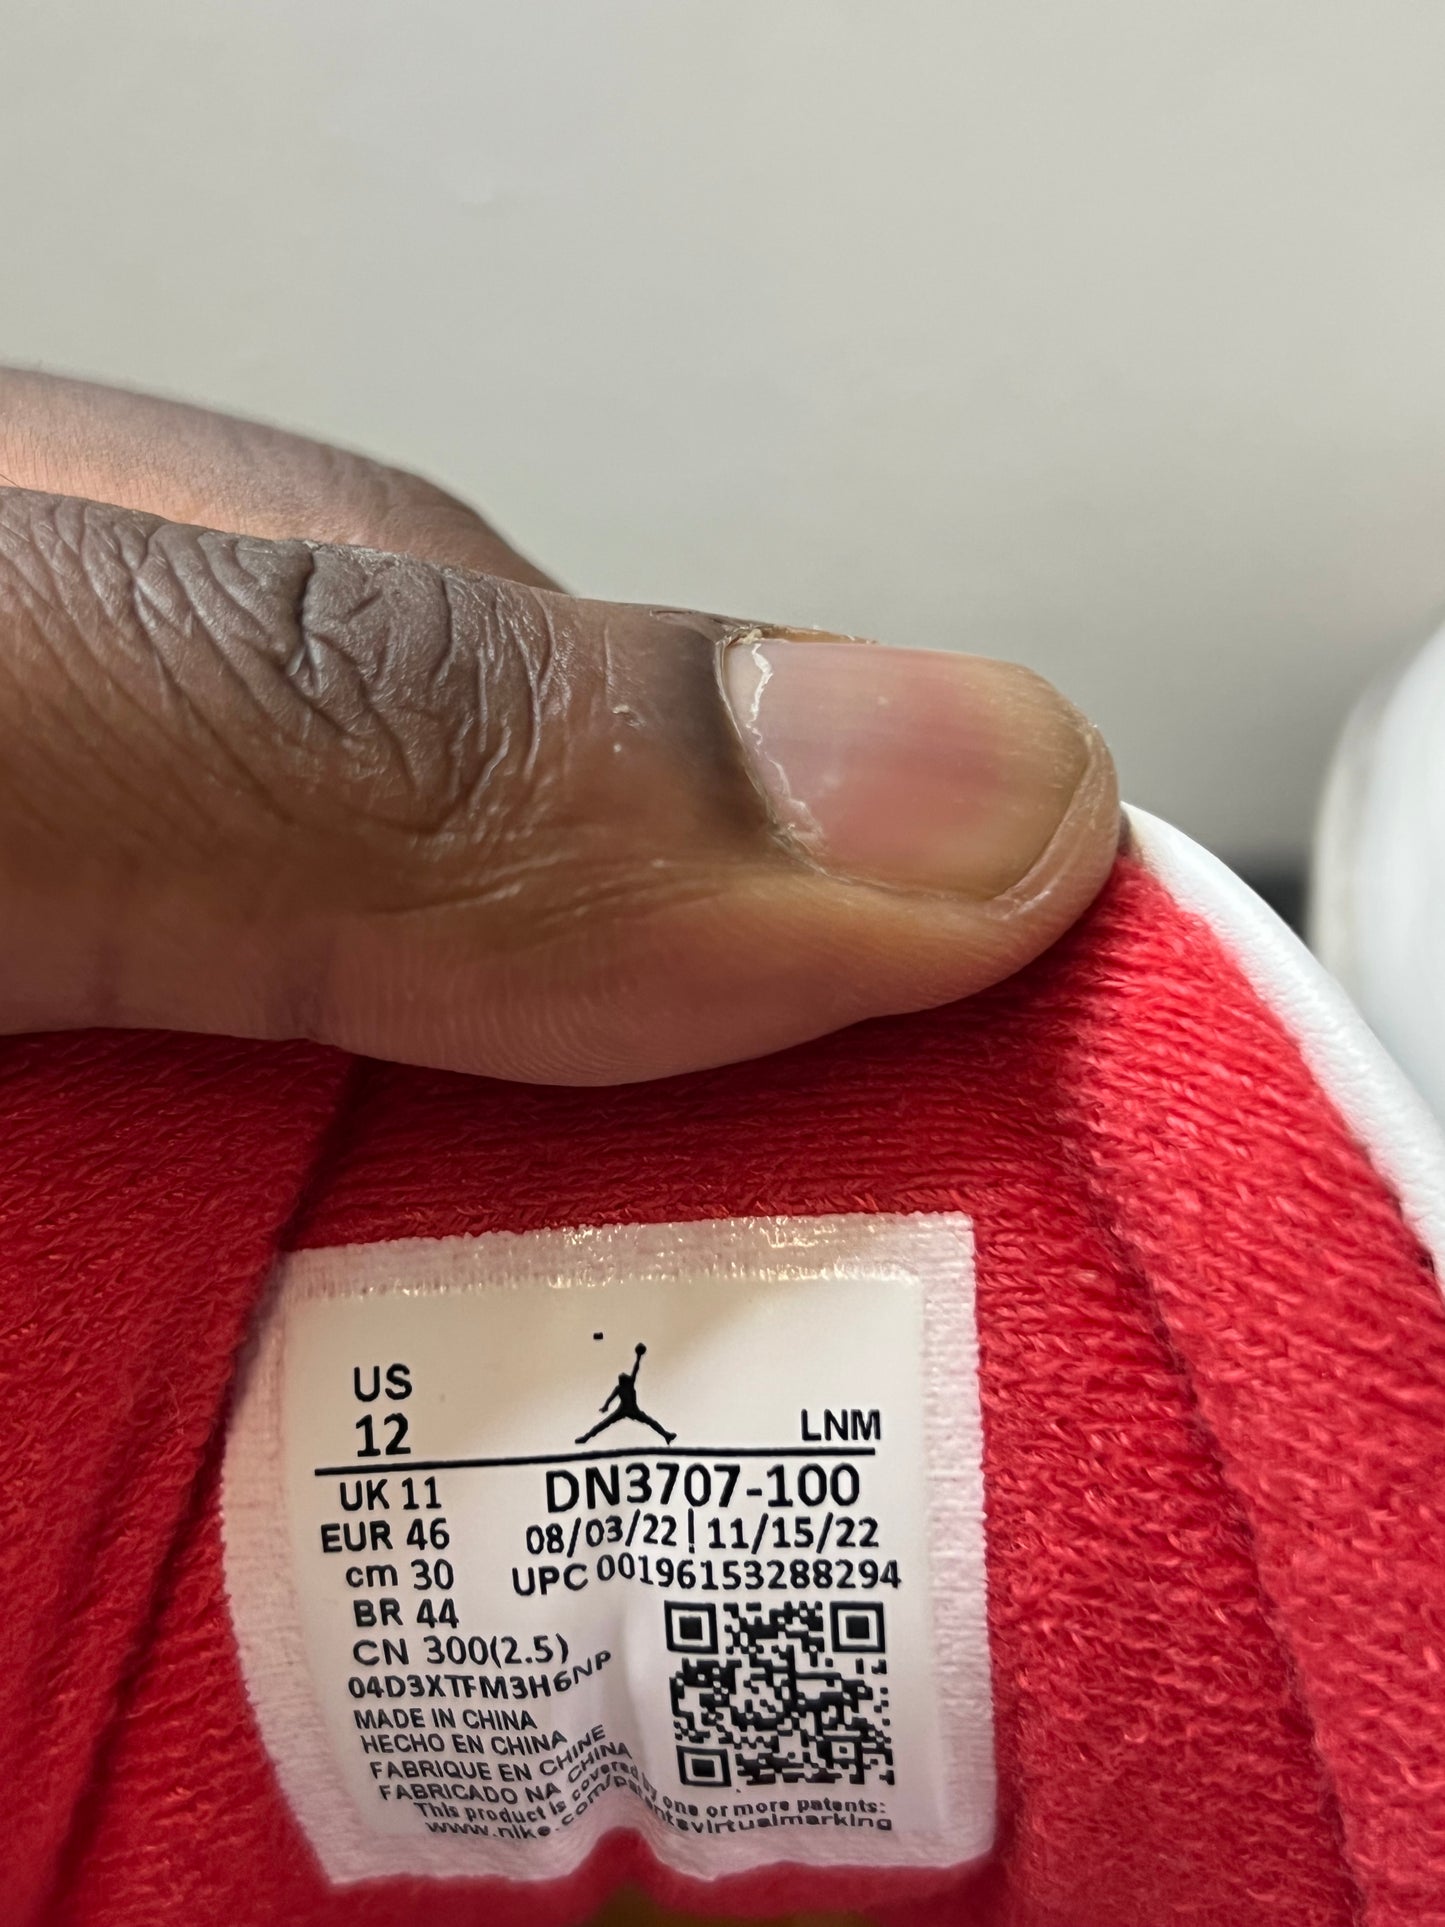 US
12
LNM
UK 11
EUR 46
cm 30
BR 44
CN 300(2.5)
04D3XTFM3H6NP
DN3707-100
08/03/22 | 11/15/22
UPC 00196153288294
MADE IN CHINA
HECHO EN CHINA
FABRIQUE EN CHINE
FABRICADO NA CHINA
This product is covered by one or more patents:
www.nike.com/patentsvirtualmarking